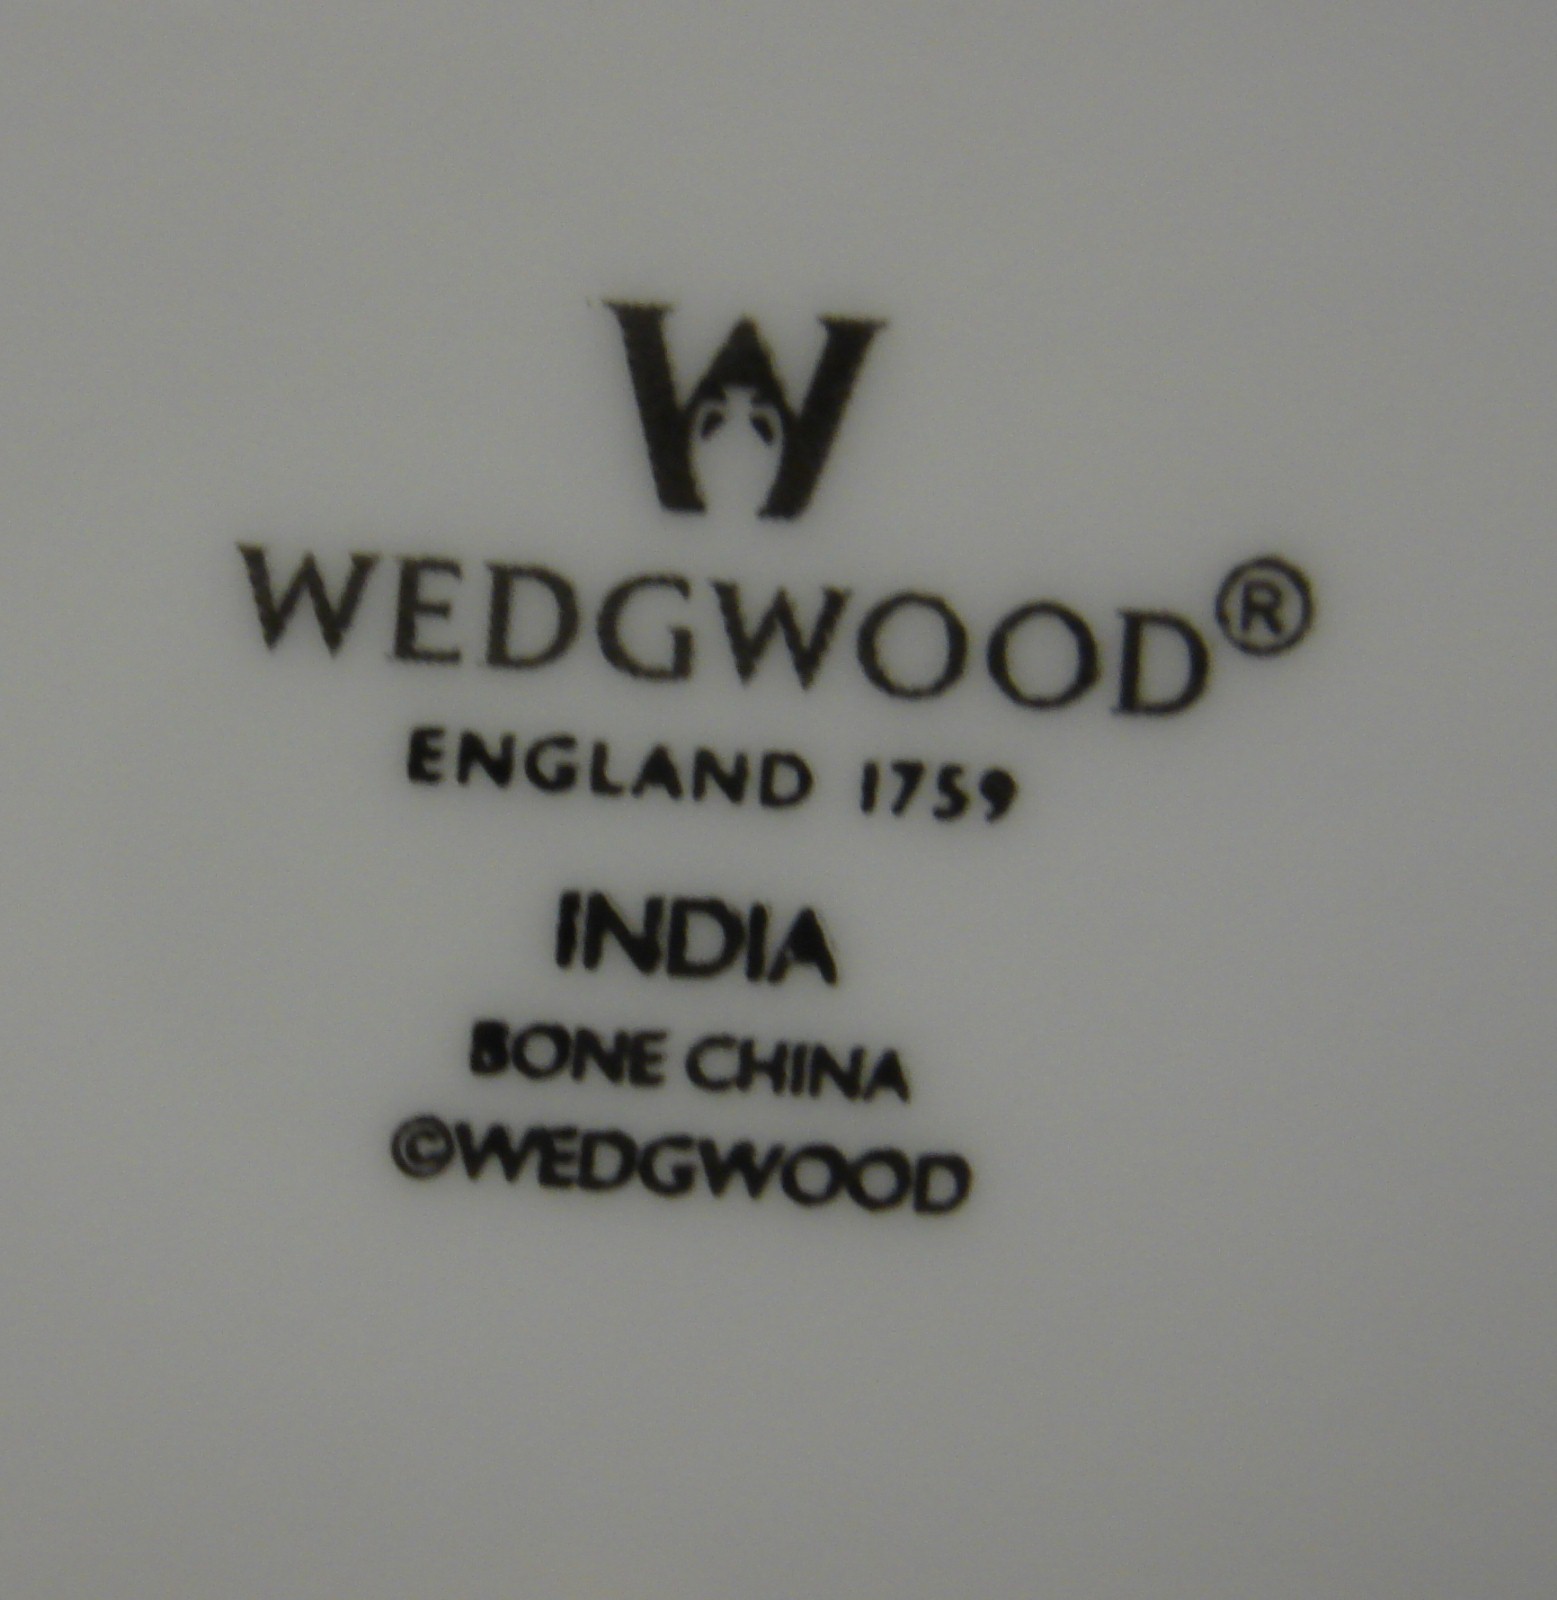 W
WEDGWOOD®
ENGLAND 1759
INDIA
BONE CHINA
©WEDGWOOD